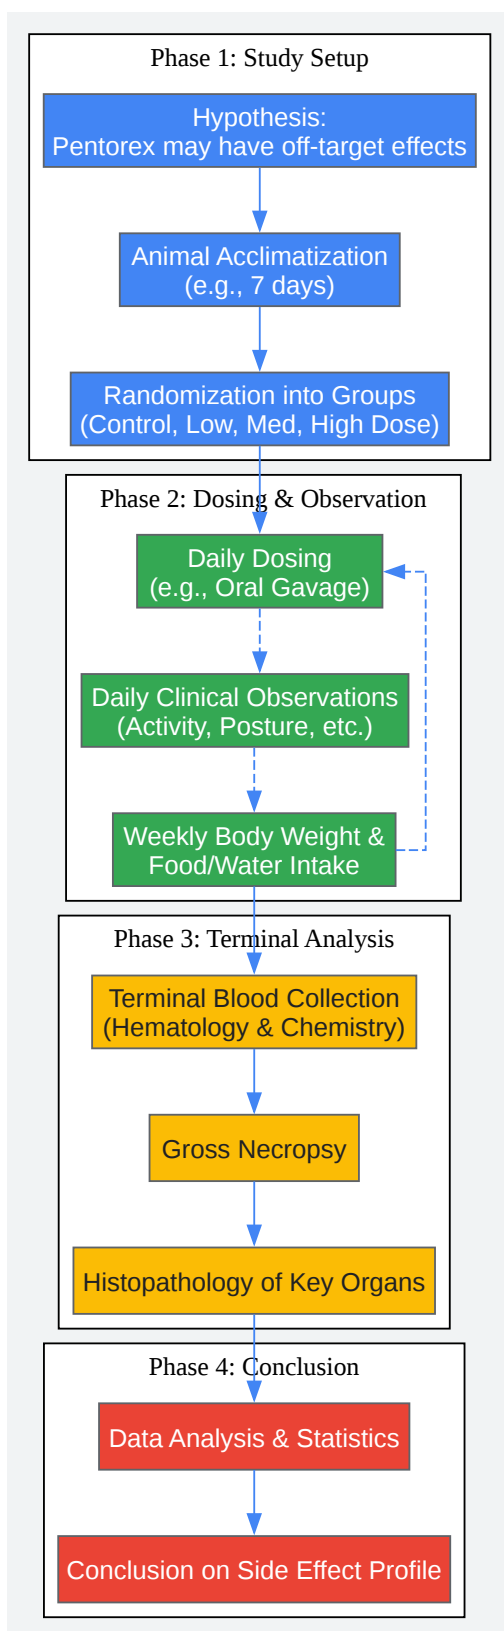 Phase 1: Study Setup
Hypothesis:
Pentorex may have off-target effects
Animal Acclimatization
(e.g., 7 days)
Randomization into Groups
(Control, Low, Med, High Dose)
Phase 2: Dosing & Observation
Daily Dosing
(e.g., Oral Gavage)
Daily Clinical Observations
(Activity, Posture, etc.)
Weekly Body Weight &
Food/Water Intake
Phase 3: Terminal Analysis
Terminal Blood Collection
(Hematology & Chemistry)
Gross Necropsy
Histopathology of Key Organs
Phase 4: Conclusion
Data Analysis & Statistics
Conclusion on Side Effect Profile